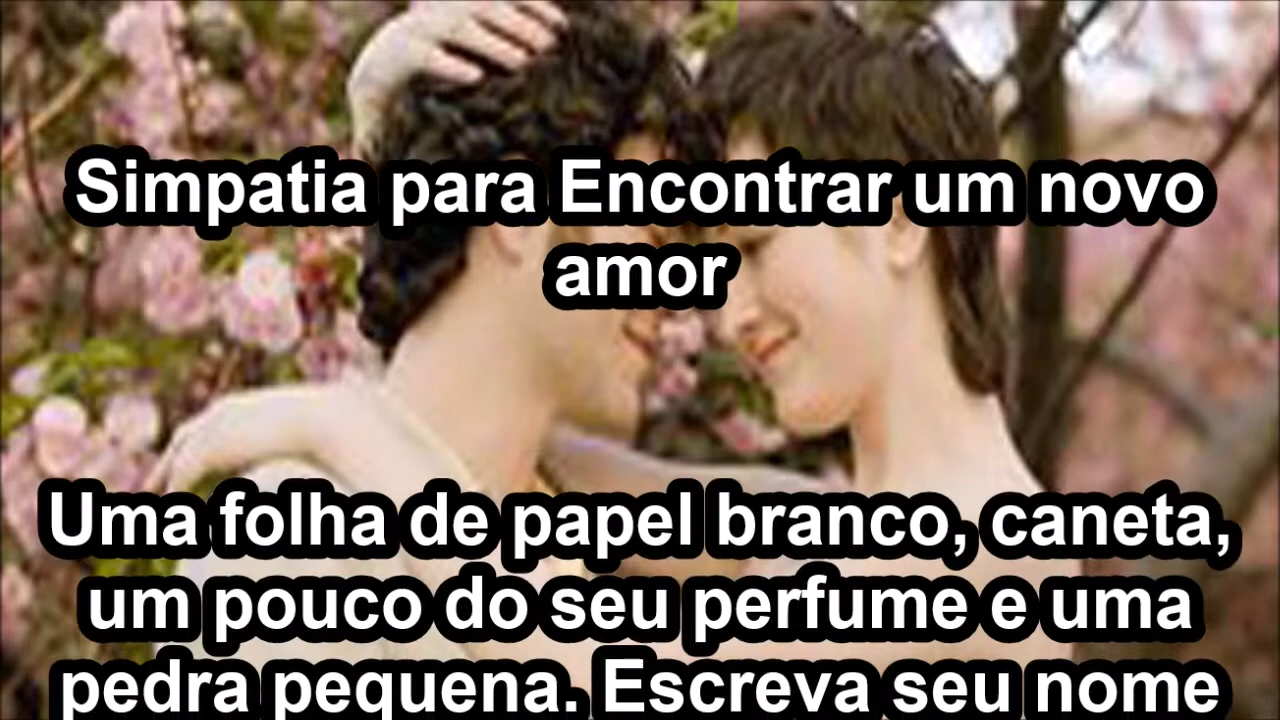 Simpatia para Encontrar um novo
amor
Uma folha de papel branco, caneta,
um pouco do seu perfume e uma
pedra pequena. Escreva seu nome